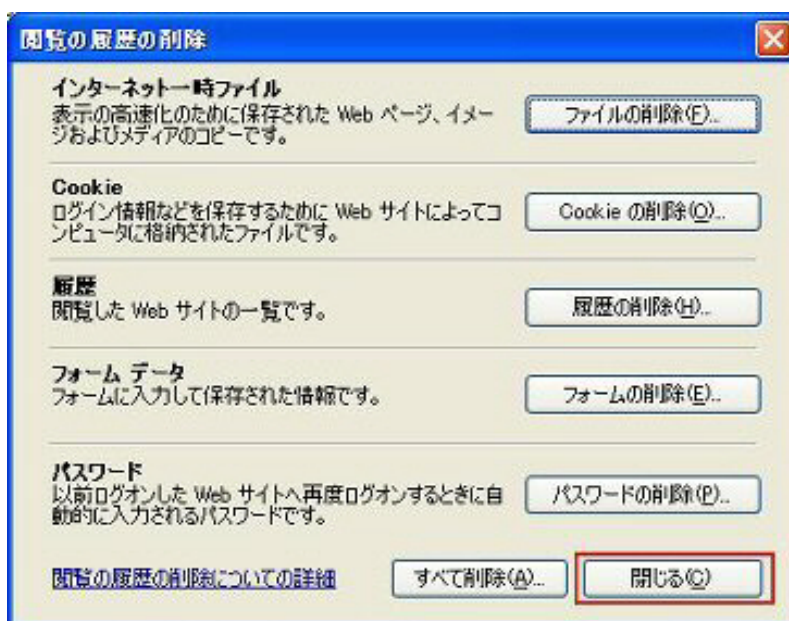 閲覧の履歴の削除
インターネット一時ファイル
表示の高速化のために保存された Web ページ、イメー
ジおよびメディアのコピーです。
ファイルの削除(F)...
Cookie
ログイン情報などを保存するために Web サイトによってコ
ンピュータに格納されたファイルです。
Cookie の削除(O)...
履歴
閲覧した Web サイトの一覧です。
履歴の削除(H)...
フォーム データ
フォームに入力して保存された情報です。
フォームの削除(E)...
パスワード
以前ログオンした Web サイトへ再度ログオンするときに自
動的に入力されるパスワードです。
パスワードの削除(P)...
閲覧の履歴の削除についての詳細
すべて削除(A)...
閉じる(C)